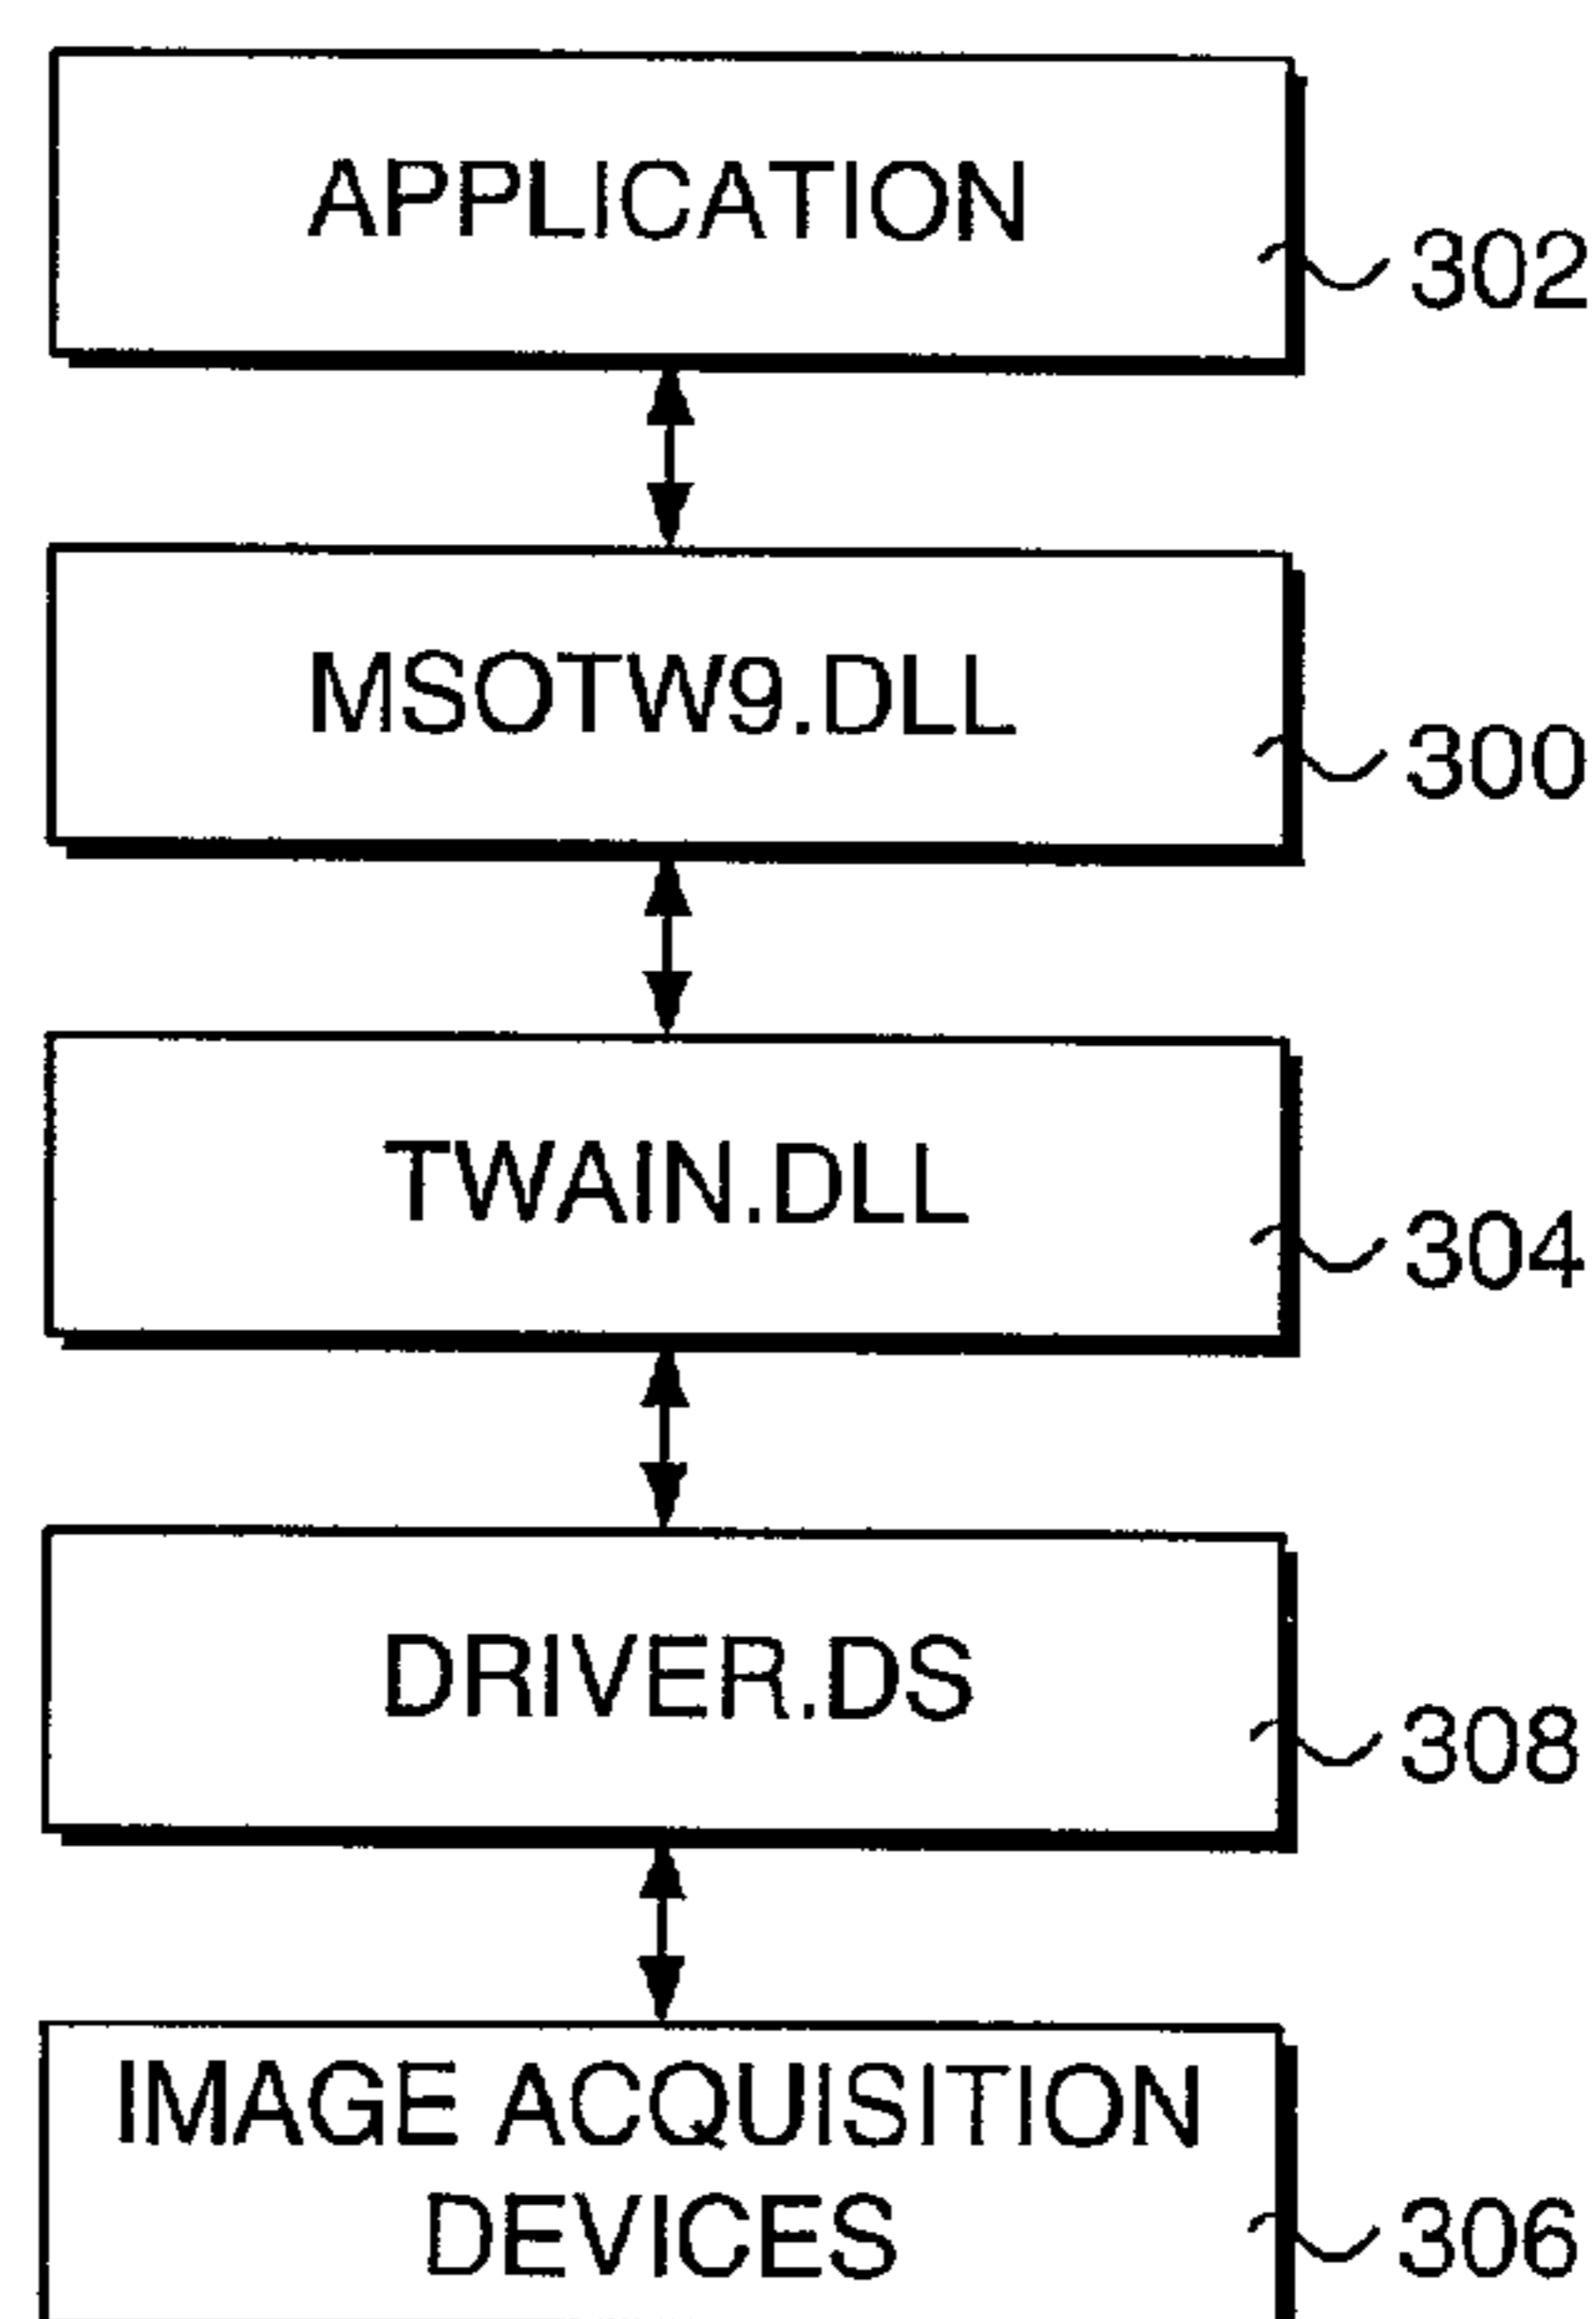 APPLICATION
302
MSOTW9.DLL
300
TWAIN.DLL
304
DRIVER.DS
308
IMAGE ACQUISITION
DEVICES
306